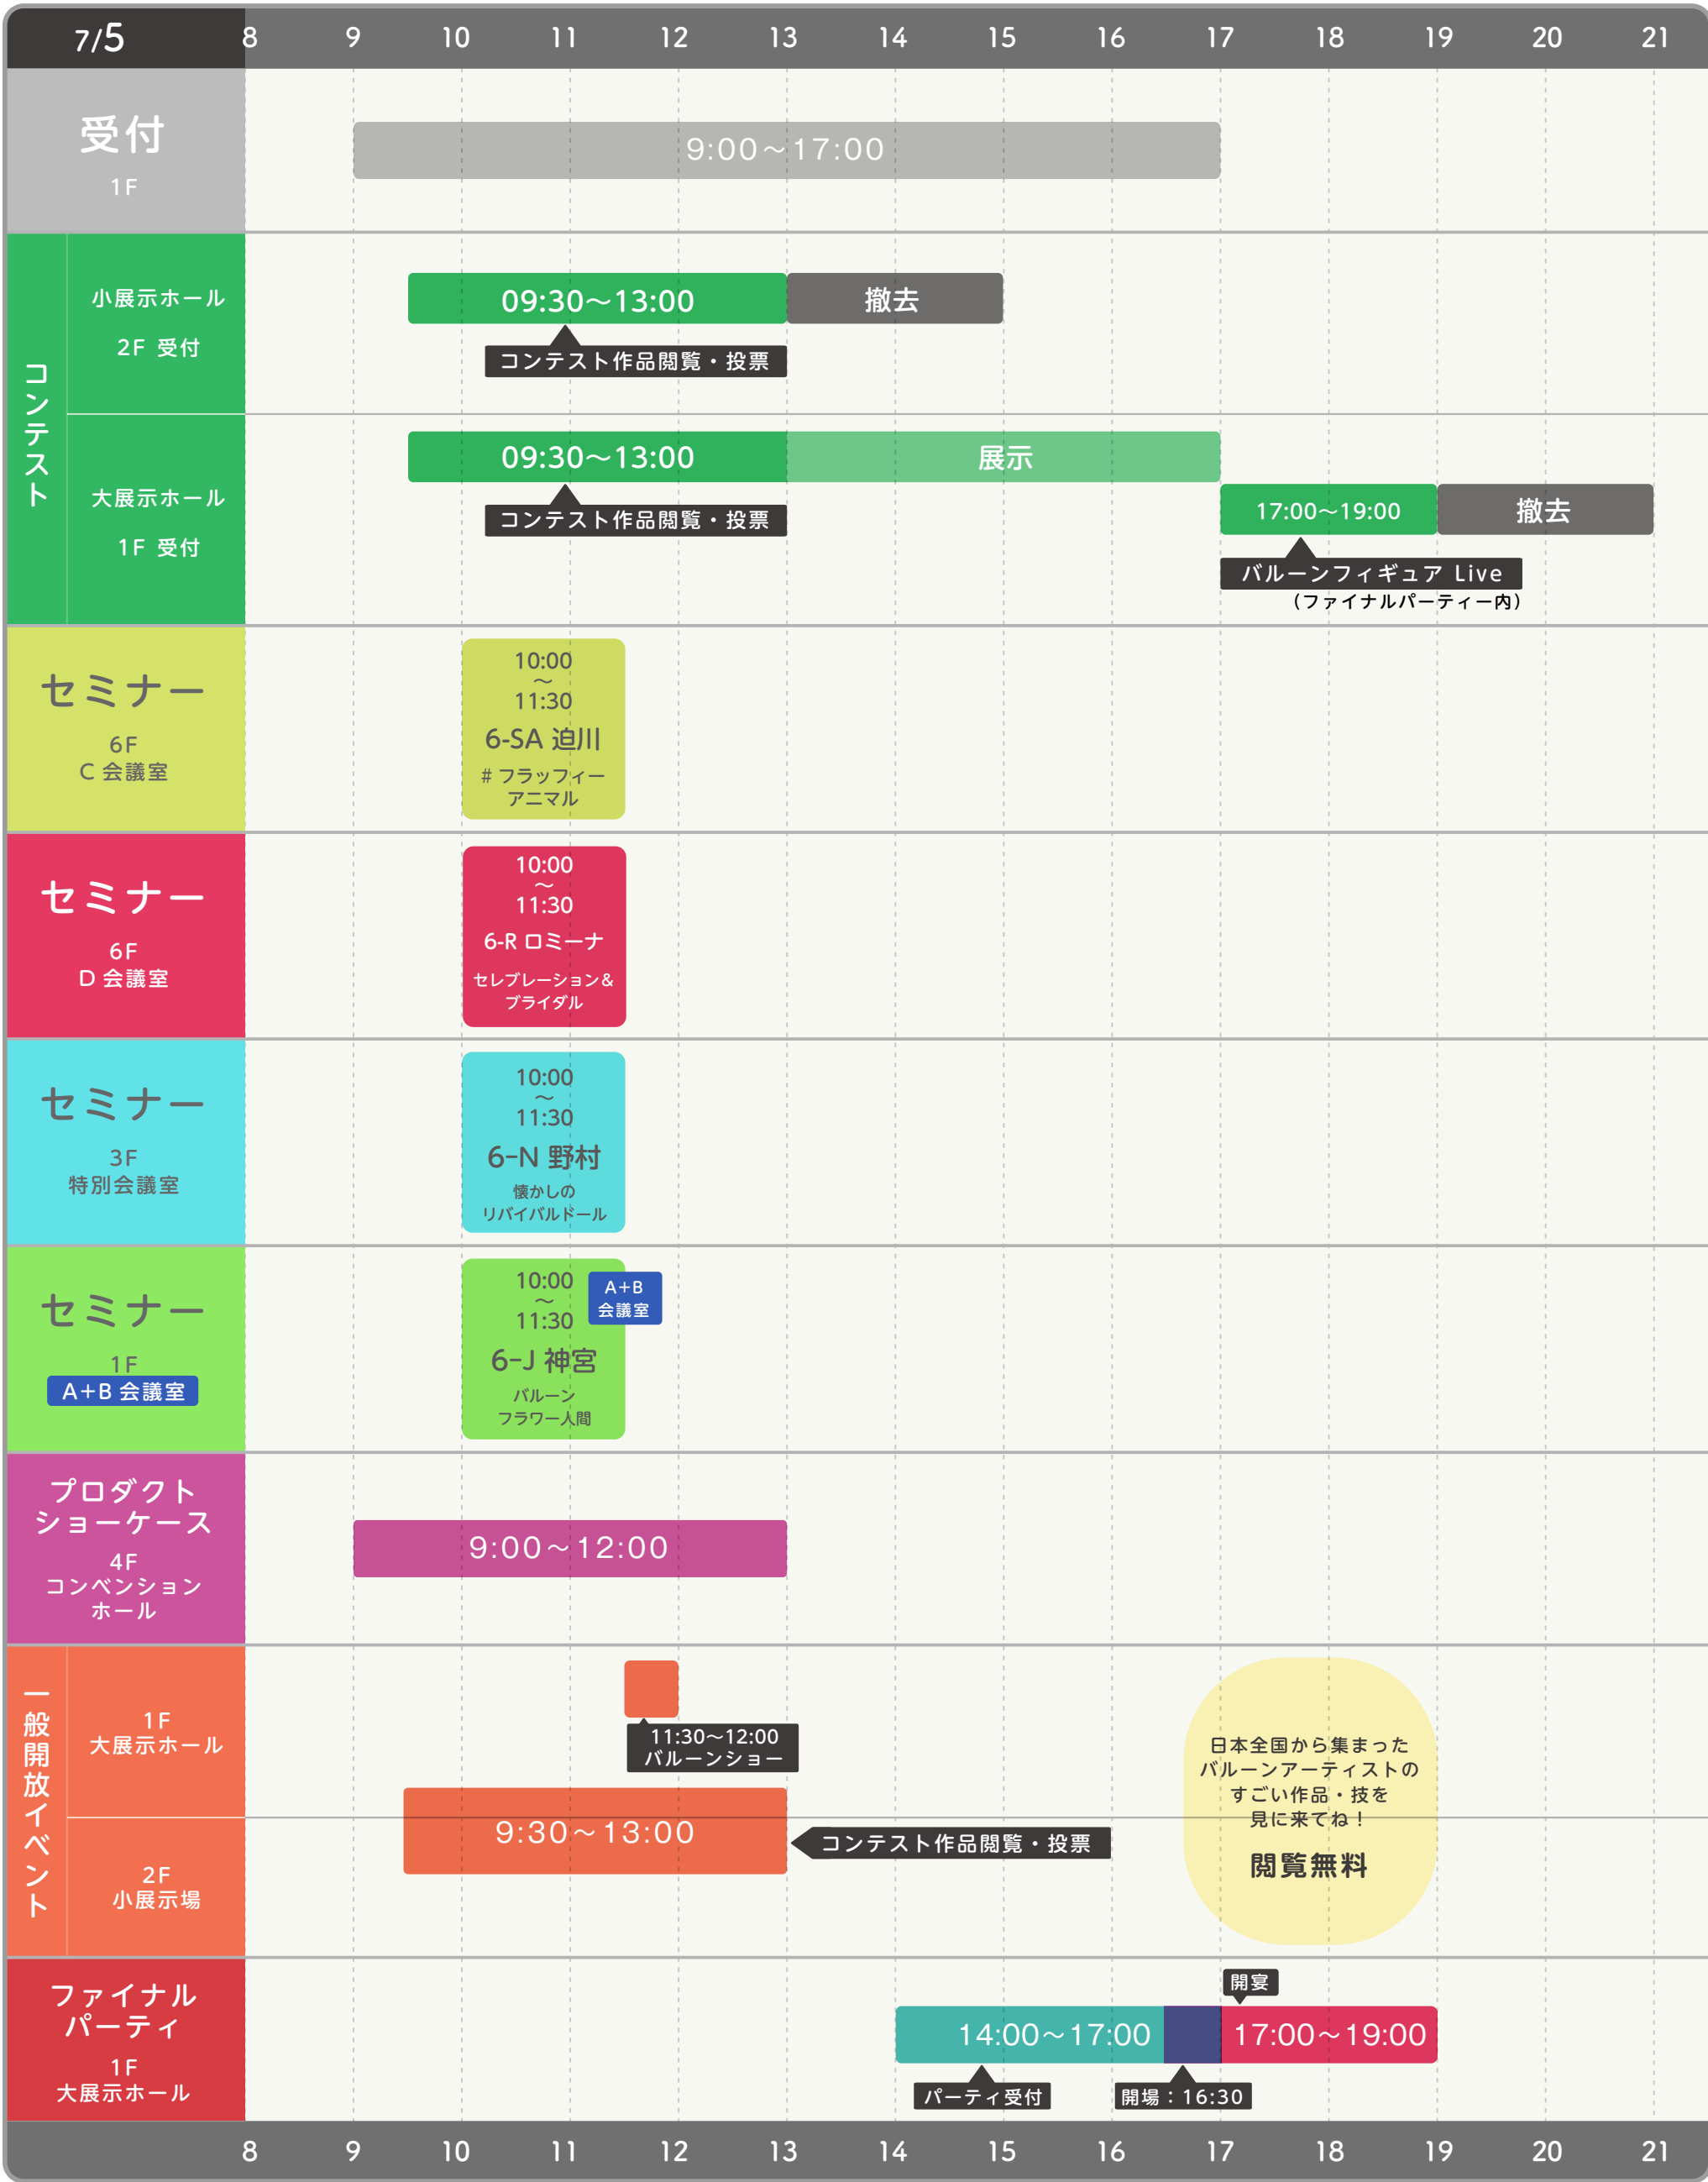 7/5
8 9 10 11 12 13 14 15 16 17 18 19 20 21
受付
1F
9:00〜17:00
コンテスト
小展示ホール
2F 受付
09:30〜13:00
撤去
コンテスト作品閲覧・投票
大展示ホール
1F 受付
09:30〜13:00
展示
コンテスト作品閲覧・投票
17:00〜19:00
撤去
バルーンフィギュア Live
(ファイナルパーティー内)
セミナー
6F
C 会議室
10:00
〜
11:30
6-SA 迫川
# フラッフィー
アニマル
セミナー
6F
D 会議室
10:00
〜
11:30
6-R ロミーナ
セレブレーション&
ブライダル
セミナー
3F
特別会議室
10:00
〜
11:30
6-N 野村
懐かしの
リバイバルドール
セミナー
1F
A+B 会議室
10:00
〜
11:30
A+B
会議室
6-J 神宮
バルーン
フラワー人間
プロダクト
ショーケース
4F
コンベンション
ホール
9:00〜12:00
一般開放イベント
1F
大展示ホール
11:30〜12:00
バルーンショー
2F
小展示場
9:30〜13:00
コンテスト作品閲覧・投票
日本全国から集まった
バルーンアーティストの
すごい作品・技を
見に来てね！
閲覧無料
ファイナル
パーティ
1F
大展示ホール
開宴
14:00〜17:00
17:00〜19:00
パーティ受付
開場：16:30
8 9 10 11 12 13 14 15 16 17 18 19 20 21